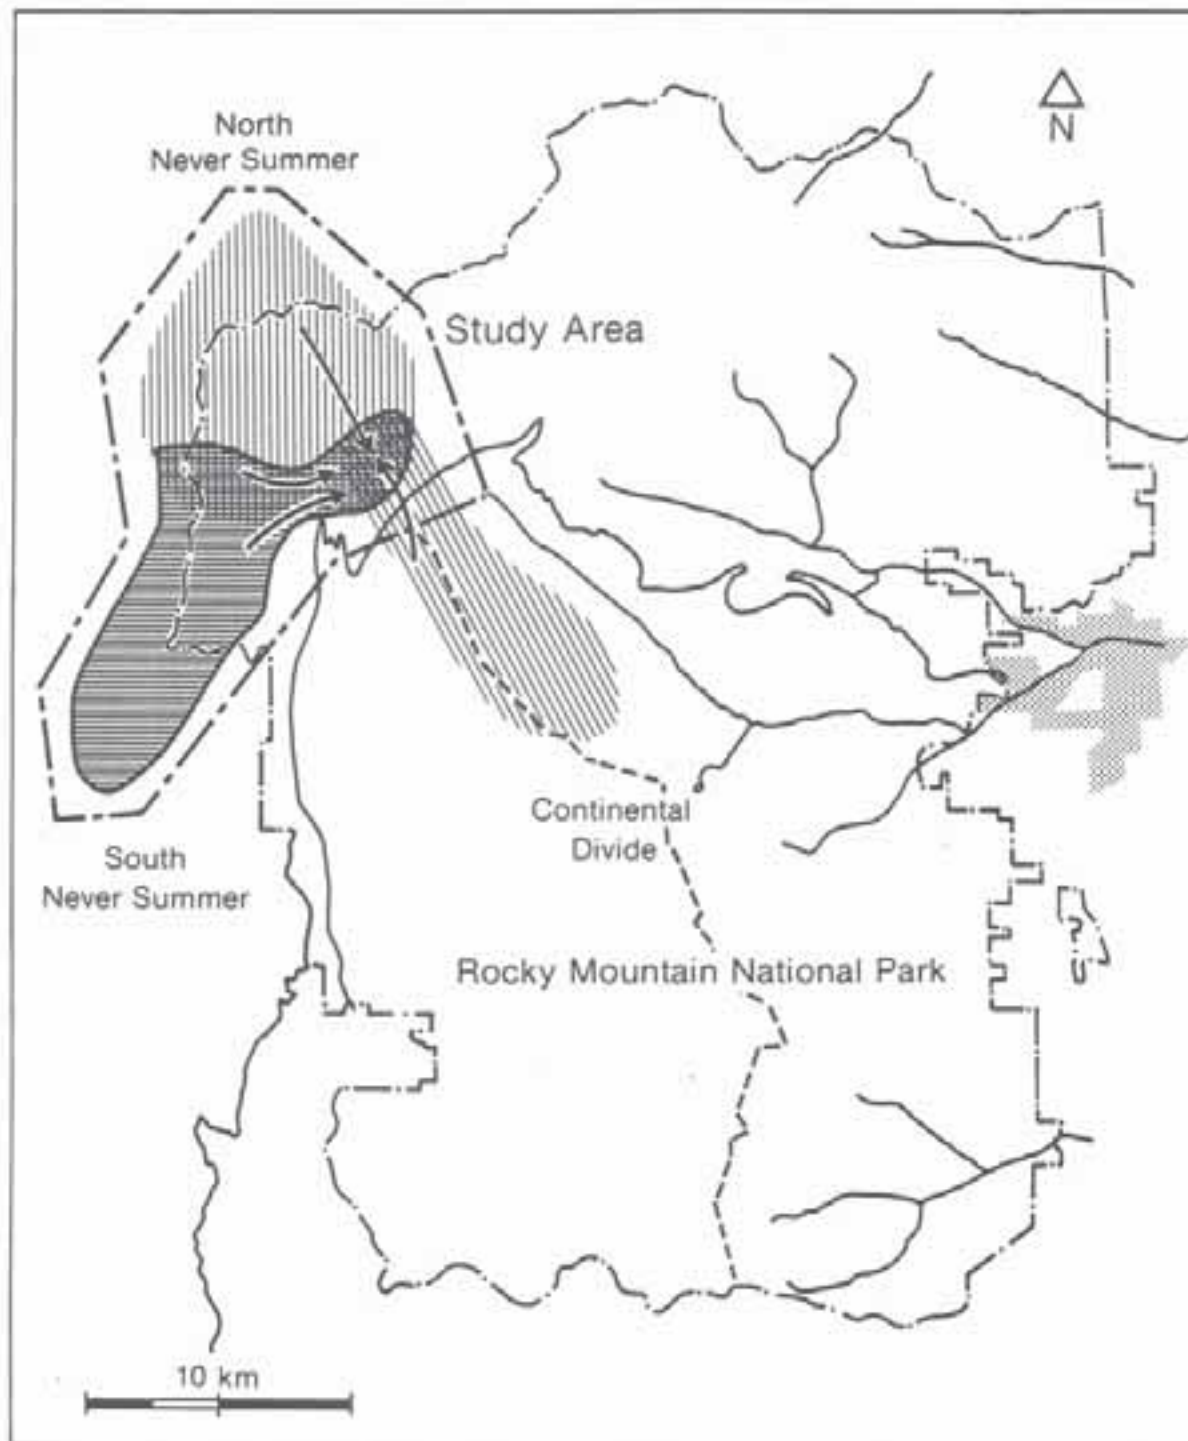 N
North
Never Summer
Study Area
Continental
Divide
South
Never Summer
Rocky Mountain National Park
10 km